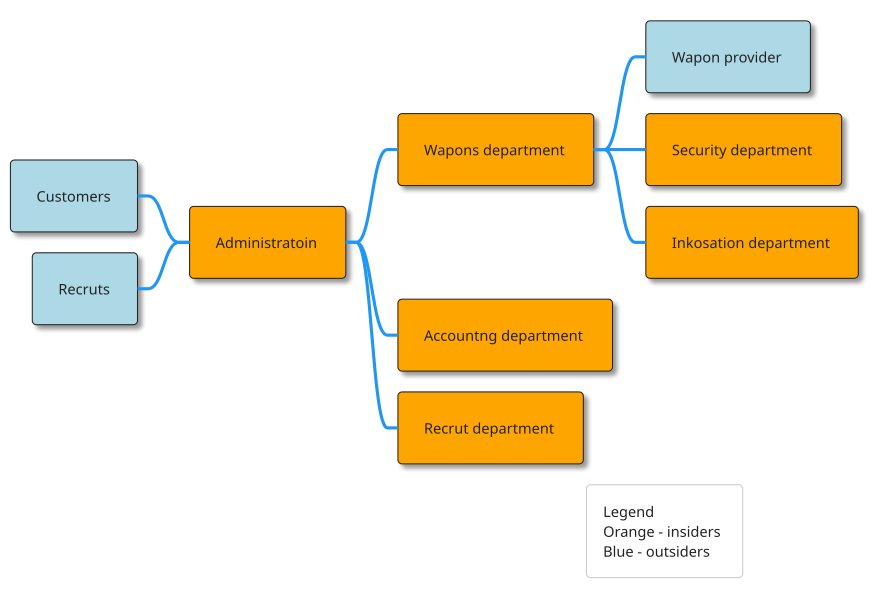 Wapon provider
Wapons department
Security department
Customers
Administratoin
Inkosation department
Recruts
Accountng department
Recrut department
Legend
Orange - insiders
Blue - outsiders